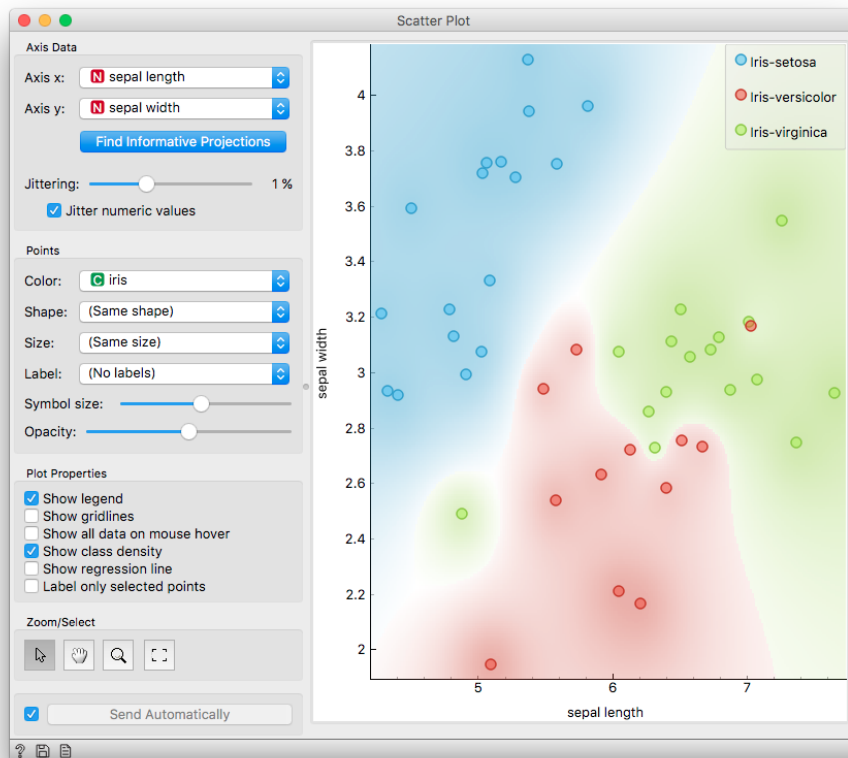 Scatter Plot
Axis Data
Axis x: N sepal length
Axis y: N sepal width
Find Informative Projections
Jittering: 1 %
Jitter numeric values
Points
Color: C iris
Shape: (Same shape)
Size: (Same size)
Label: (No labels)
Symbol size:
Opacity:
Plot Properties
Show legend
Show gridlines
Show all data on mouse hover
Show class density
Show regression line
Label only selected points
Zoom/Select
Send Automatically
?
Iris-setosa
Iris-versicolor
Iris-virginica
sepal width
4
3.8
3.6
3.4
3.2
3
2.8
2.6
2.4
2.2
2
5 6 7
sepal length